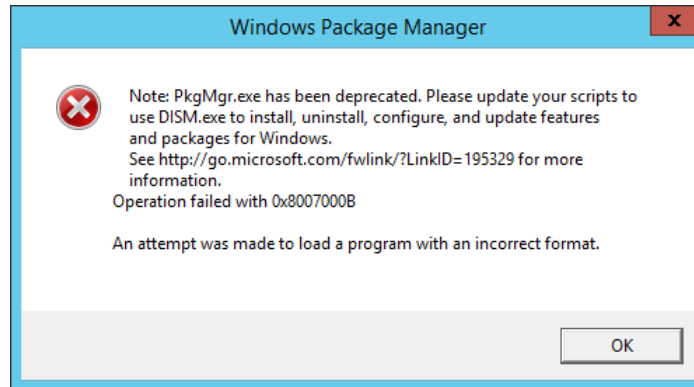 Windows Package Manager
x
Note: PkgMgr.exe has been deprecated. Please update your scripts to
use DISM.exe to install, uninstall, configure, and update features
and packages for Windows.
See http://go.microsoft.com/fwlink/?LinkID=195329 for more
information.
Operation failed with 0x8007000B
An attempt was made to load a program with an incorrect format.
OK